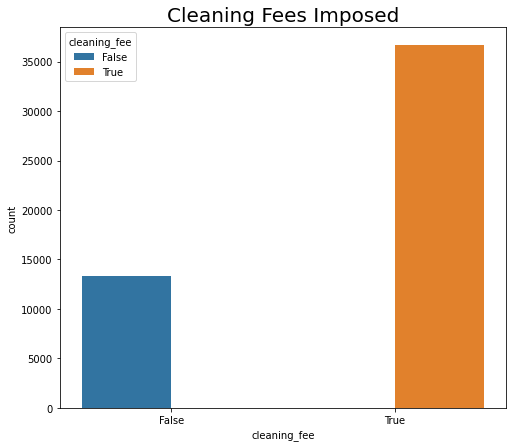 Cleaning Fees Imposed
cleaning_fee
False
True
35000
30000
25000
20000
15000
10000
5000
0
count
False
True
cleaning_fee